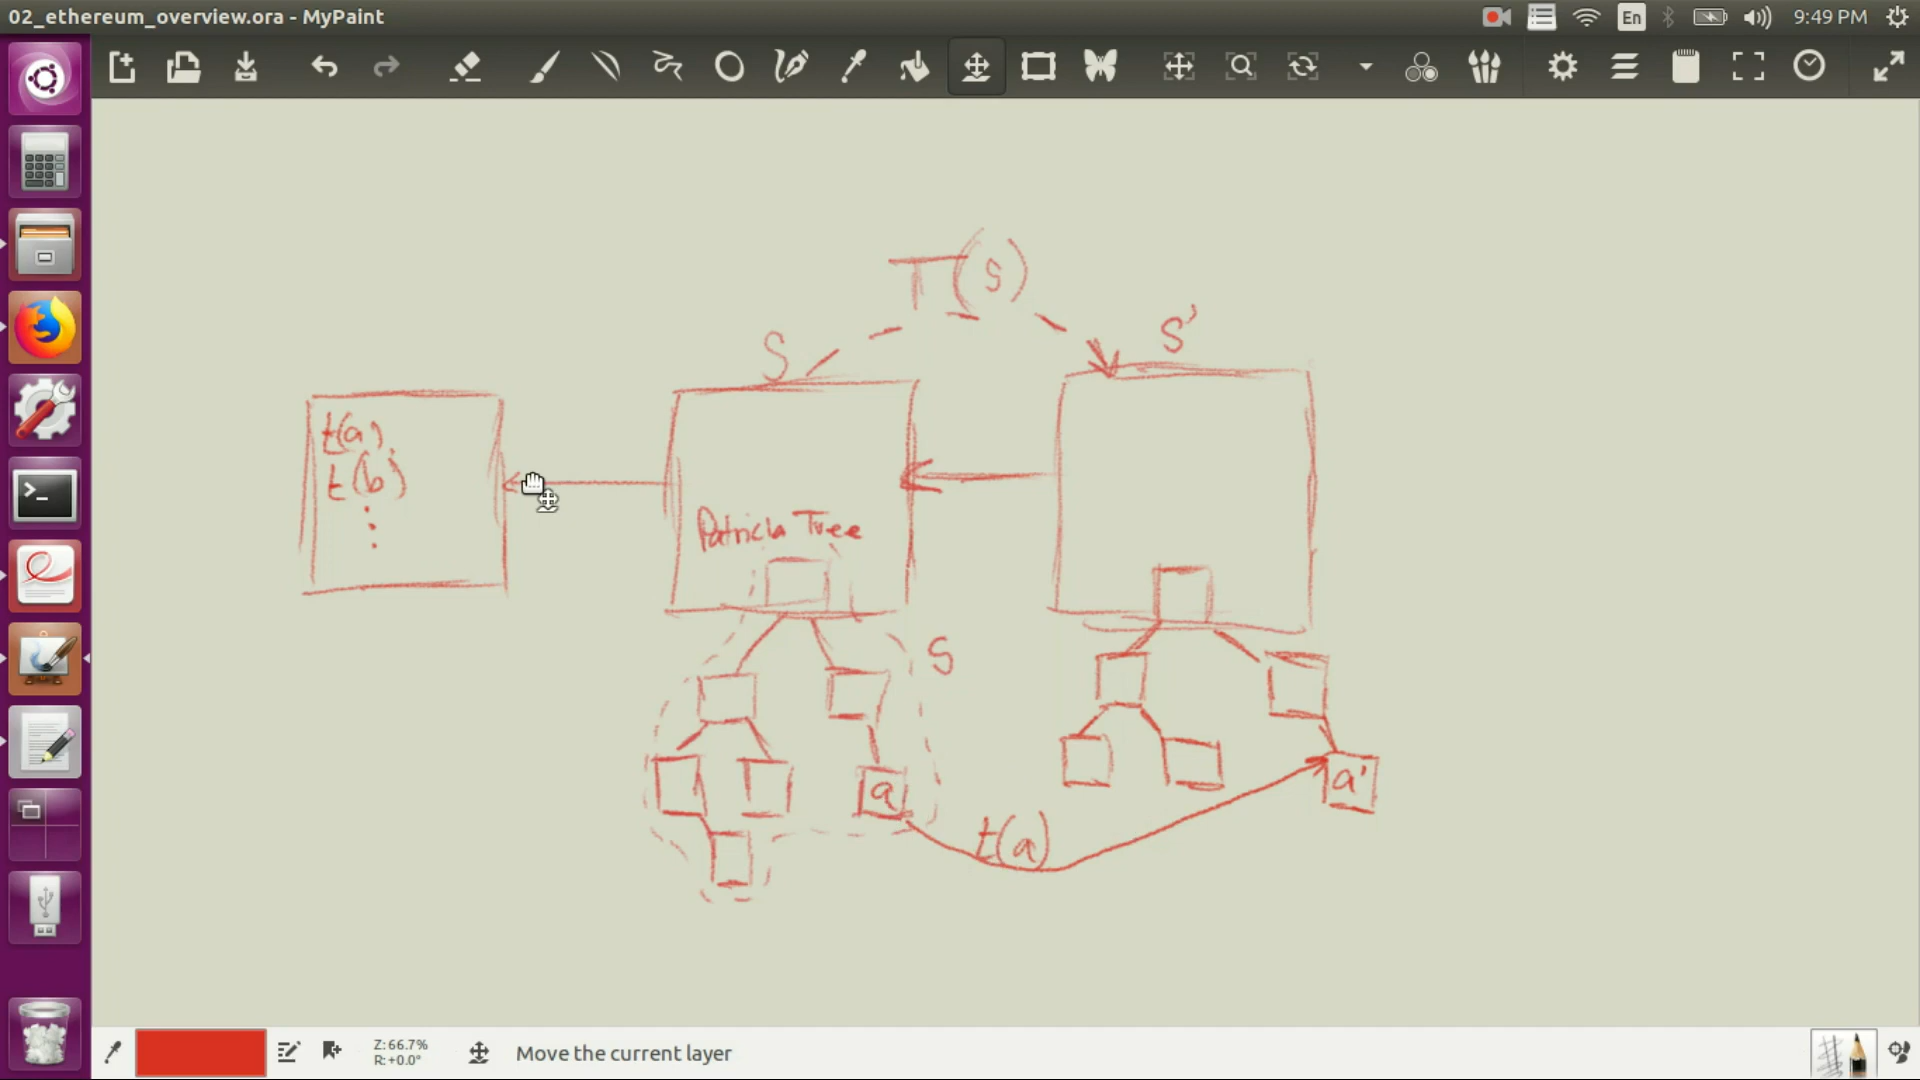 02_ethereum_overview.ora - MyPaint
En
9:49 PM
T(s)
S
S'
t(a)
t(b)
Patricia Tree
S
a
a'
t(a)
Z: 66.7%
R: +0.0°
Move the current layer